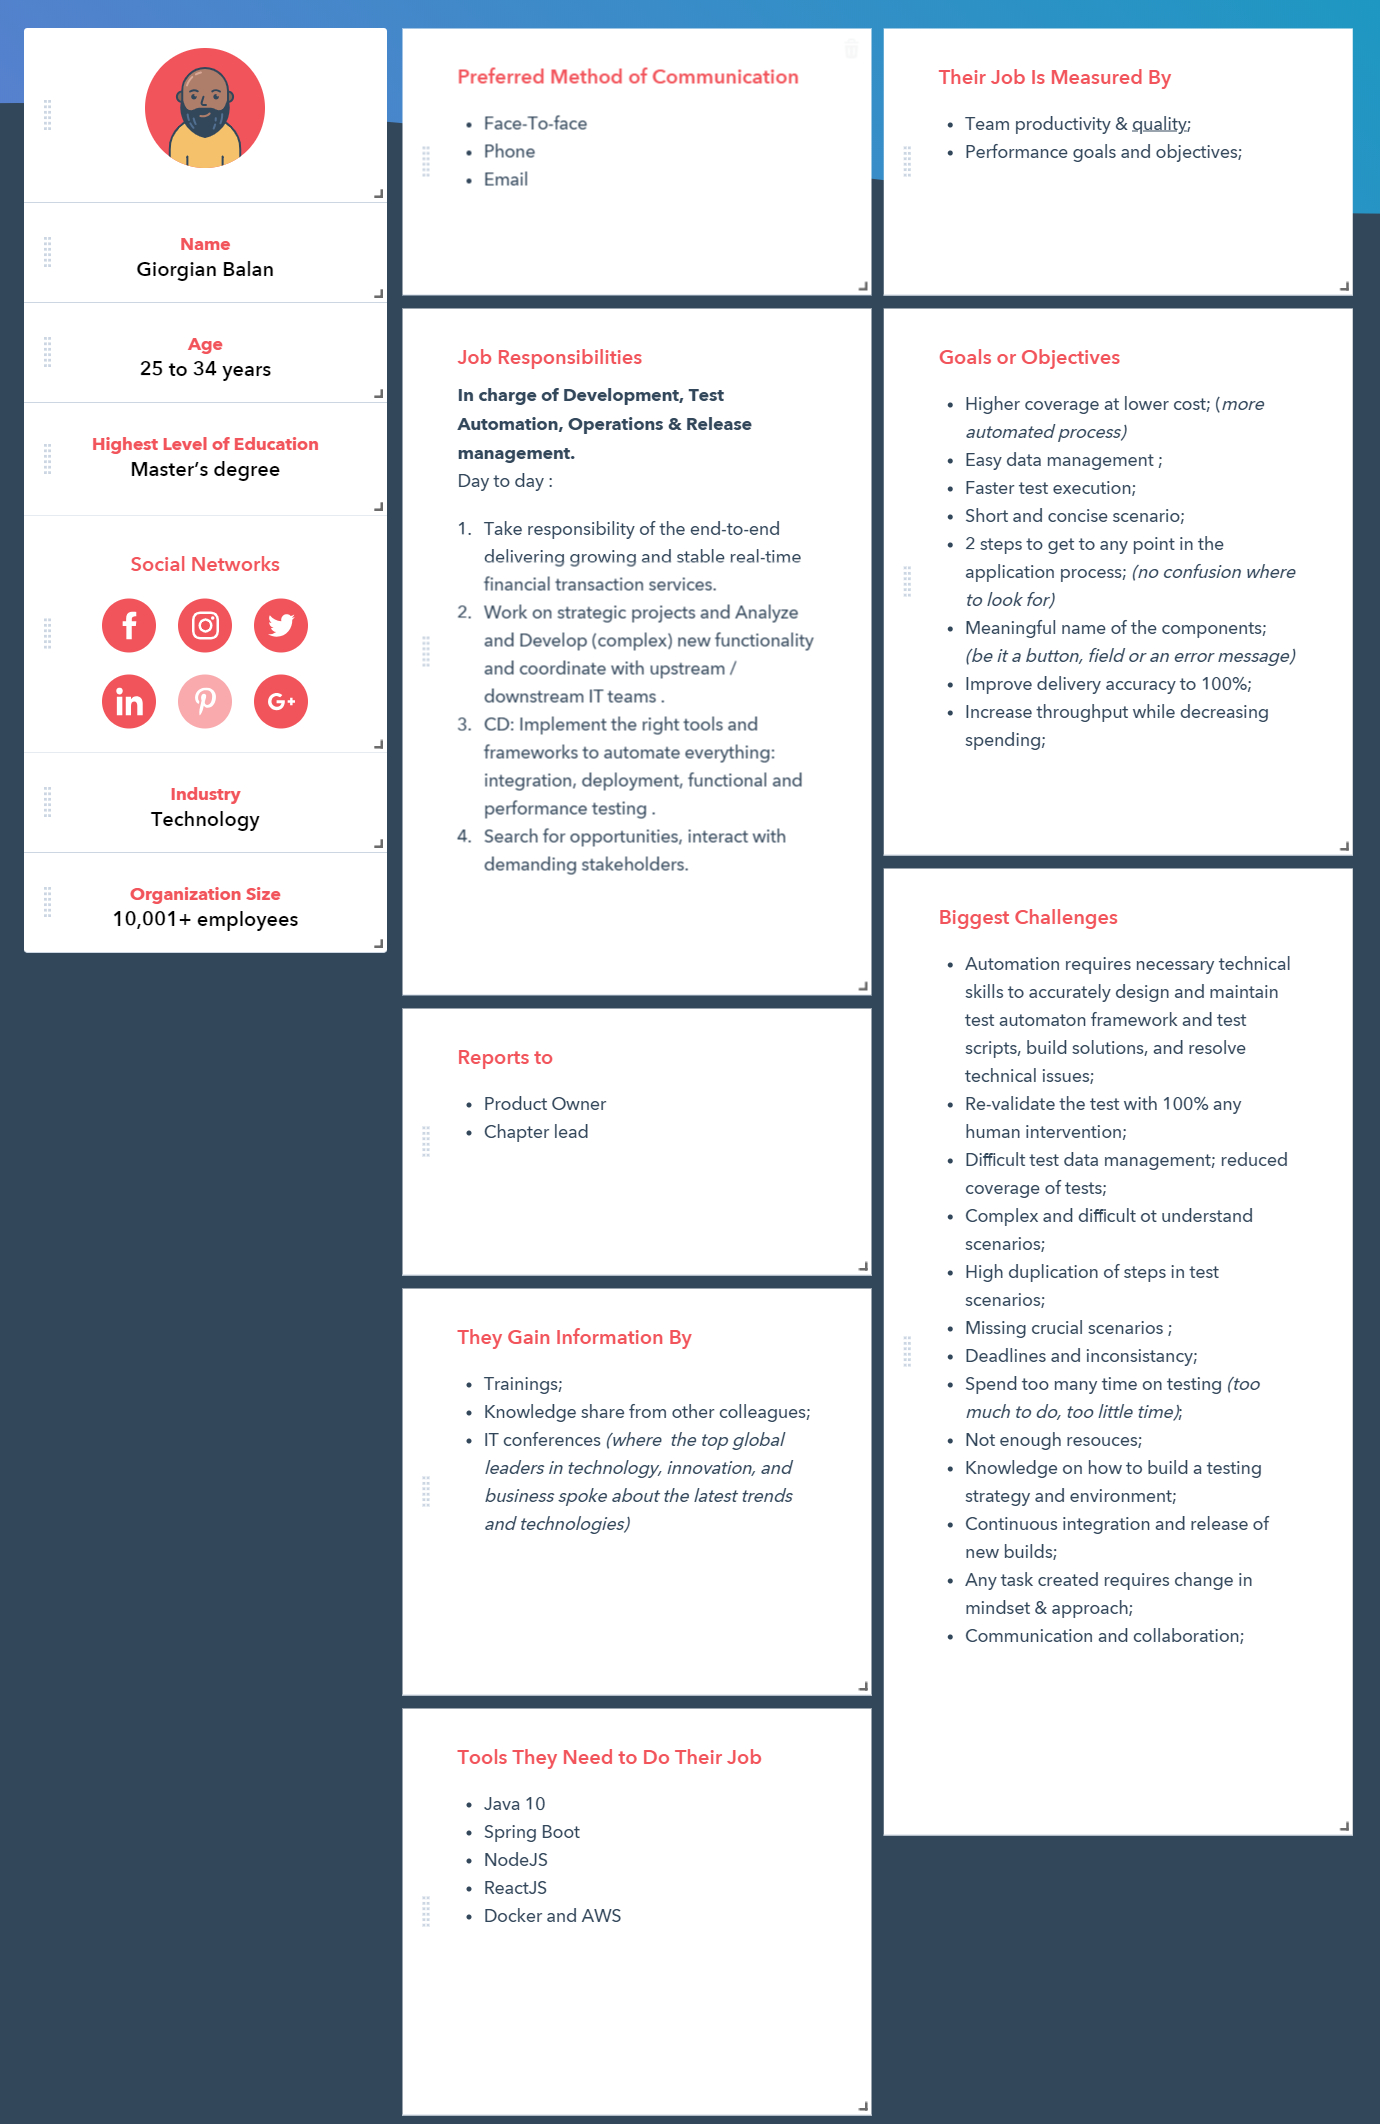 Name
Giorgian Balan
Age
25 to 34 years
Highest Level of Education
Master's degree
Social Networks
f
in
G+
Industry
Technology
Organization Size
10,001+ employees
Preferred Method of Communication
• Face-To-face
• Phone
• Email
Job Responsibilities
In charge of Development, Test
Automation, Operations & Release
management.
Day to day :
1. Take responsibility of the end-to-end
delivering growing and stable real-time
financial transaction services.
2. Work on strategic projects and Analyze
and Develop (complex) new functionality
and coordinate with upstream /
downstream IT teams .
3. CD: Implement the right tools and
frameworks to automate everything:
integration, deployment, functional and
performance testing .
4. Search for opportunities, interact with
demanding stakeholders.
Reports to
• Product Owner
• Chapter lead
They Gain Information By
• Trainings;
• Knowledge share from other colleagues;
• IT conferences (where the top global
leaders in technology, innovation, and
business spoke about the latest trends
and technologies)
Tools They Need to Do Their Job
• Java 10
• Spring Boot
• NodeJS
• ReactJS
• Docker and AWS
Their Job Is Measured By
• Team productivity & quality;
• Performance goals and objectives;
Goals or Objectives
• Higher coverage at lower cost; (more
automated process)
• Easy data management ;
• Faster test execution;
• Short and concise scenario;
• 2 steps to get to any point in the
application process; (no confusion where
to look for)
• Meaningful name of the components;
(be it a button, field or an error message)
• Improve delivery accuracy to 100%;
• Increase throughput while decreasing
spending;
Biggest Challenges
• Automation requires necessary technical
skills to accurately design and maintain
test automaton framework and test
scripts, build solutions, and resolve
technical issues;
• Re-validate the test with 100% any
human intervention;
• Difficult test data management; reduced
coverage of tests;
• Complex and difficult ot understand
scenarios;
• High duplication of steps in test
scenarios;
• Missing crucial scenarios ;
• Deadlines and inconsistancy;
• Spend too many time on testing (too
much to do, too little time);
• Not enough resouces;
• Knowledge on how to build a testing
strategy and environment;
• Continuous integration and release of
new builds;
• Any task created requires change in
mindset & approach;
• Communication and collaboration;